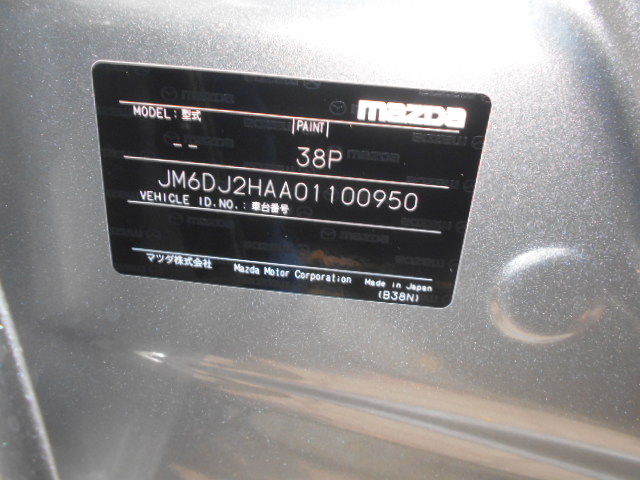 mazda
MODEL:型式
PAINT
-- 38P
JM6DJ2HAA01100950
VEHICLE ID.NO.:車台番号
マツダ株式会社 Mazda Motor Corporation Made in Japan
(B38N)